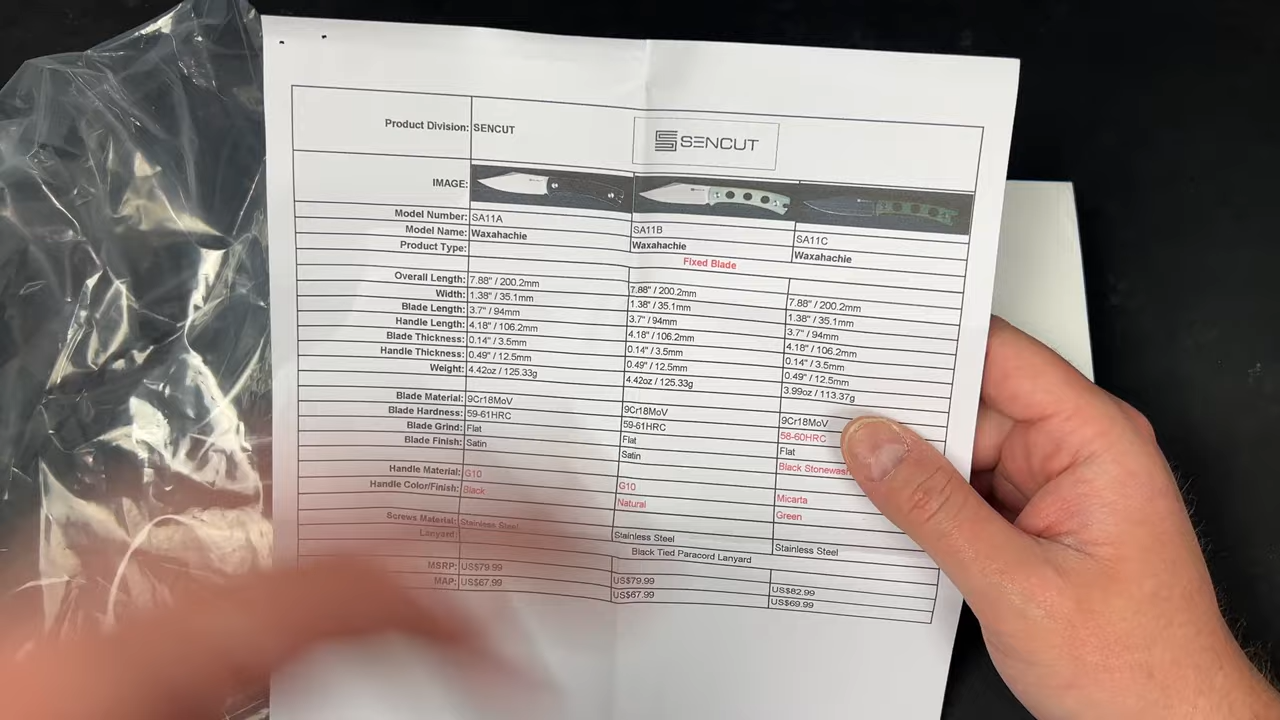 Product Division: SENCUT SENCUT
IMAGE:
Model Number: SA11A SA11B SA11C
Model Name: Waxahachie Waxahachie Waxahachie
Product Type: Fixed Blade
Overall Length: 7.88" / 200.2mm 7.88" / 200.2mm 7.88" / 200.2mm
Width: 1.38" / 35.1mm 1.38" / 35.1mm 1.38" / 35.1mm
Blade Length: 3.7" / 94mm 3.7" / 94mm 3.7" / 94mm
Handle Length: 4.18" / 106.2mm 4.18" / 106.2mm 4.18" / 106.2mm
Blade Thickness: 0.14" / 3.5mm 0.14" / 3.5mm 0.14" / 3.5mm
Handle Thickness: 0.49" / 12.5mm 0.49" / 12.5mm 0.49" / 12.5mm
Weight: 4.42oz / 125.33g 4.42oz / 125.33g 3.99oz / 113.37g
Blade Material: 9Cr18MoV 9Cr18MoV 9Cr18MoV
Blade Hardness: 59-61HRC 59-61HRC 58-60HRC
Blade Grind: Flat Flat Flat
Blade Finish: Satin Satin Black Stonewash
Handle Material: G10 G10 Micarta
Handle Color/Finish: Black Natural Green
Screws Material: Stainless Steel Stainless Steel Stainless Steel
Lanyard: Black Tied Paracord Lanyard
MSRP: US$79.99 US$79.99 US$82.99
MAP: US$67.99 US$67.99 US$69.99